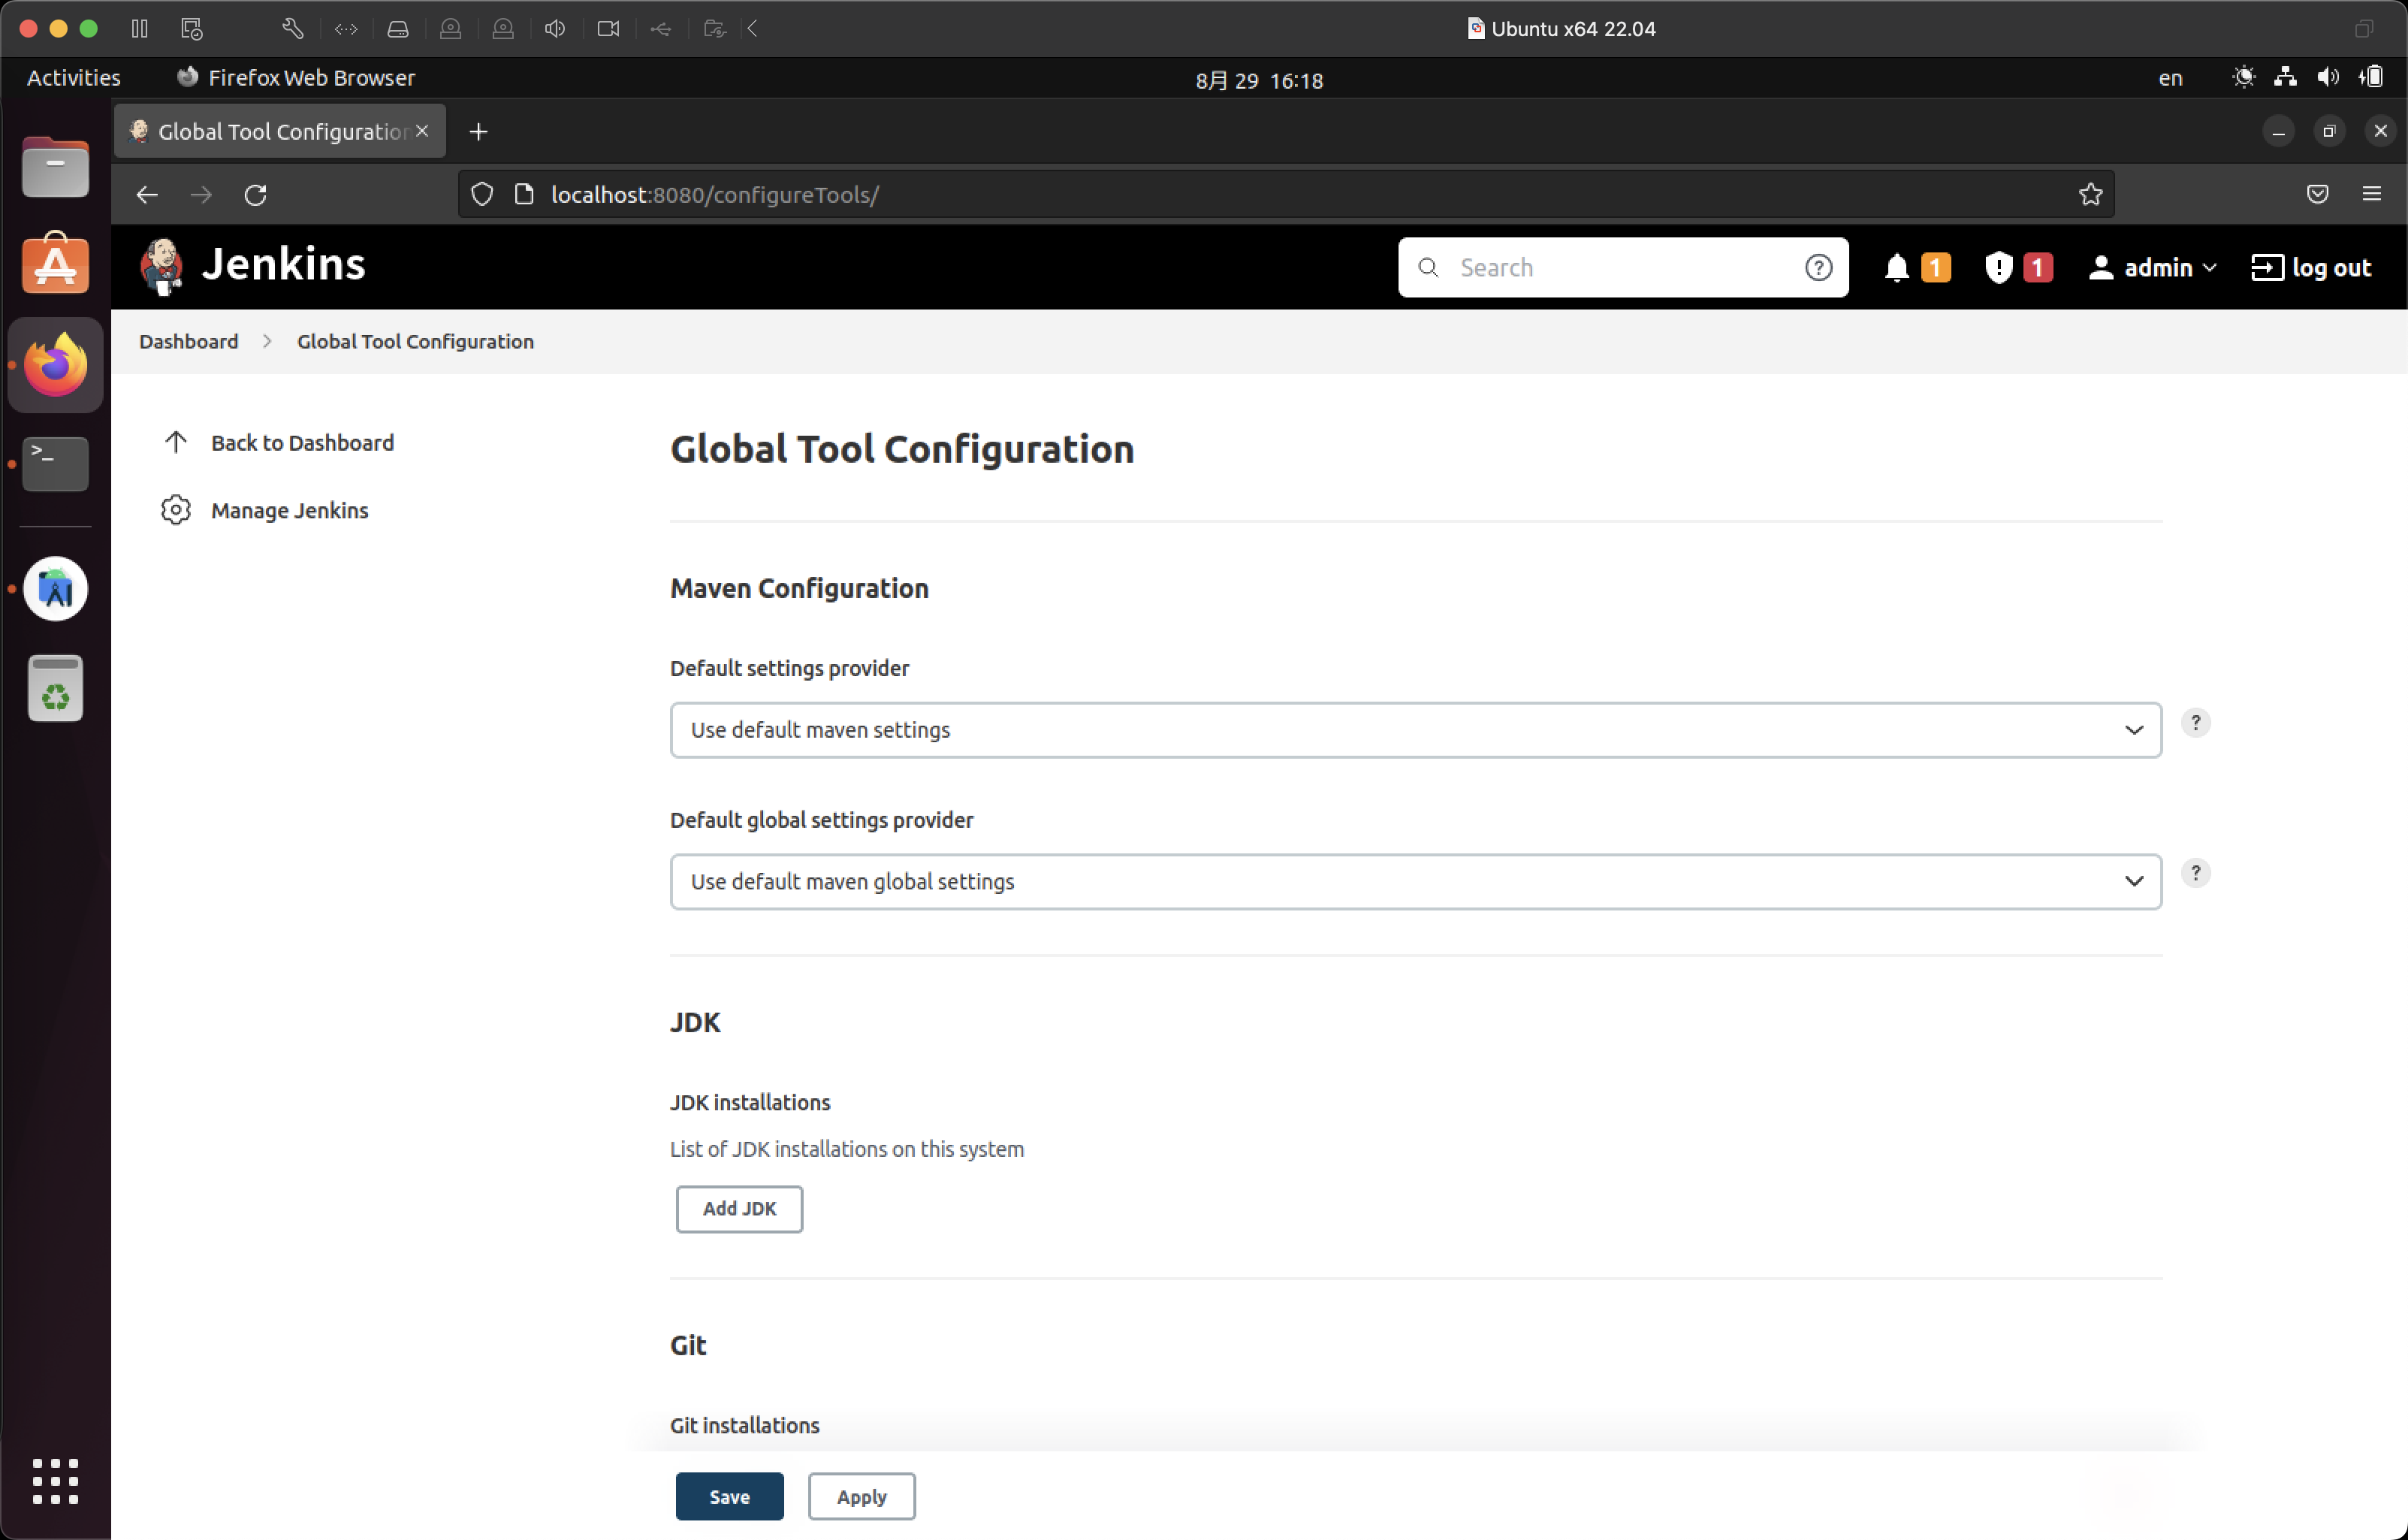 Ubuntu x64 22.04
Activities Firefox Web Browser 8月 29 16:18 en
Global Tool Configuration
localhost:8080/configureTools/
Jenkins Search 1 1 admin log out
Dashboard Global Tool Configuration
Back to Dashboard
Manage Jenkins
Global Tool Configuration
Maven Configuration
Default settings provider
Use default maven settings ?
Default global settings provider
Use default maven global settings ?
JDK
JDK installations
List of JDK installations on this system
Add JDK
Git
Git installations
Save Apply